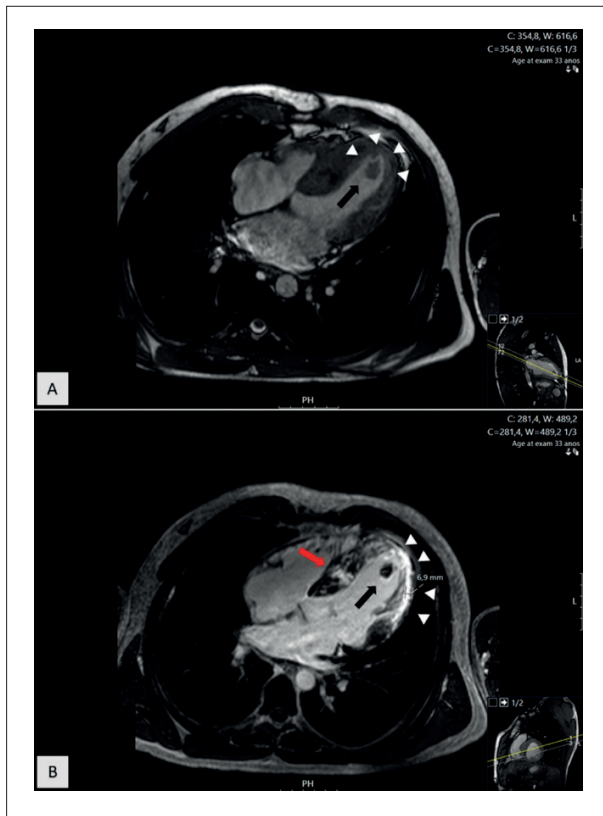 C: 354,8, W: 616,6
C=354,8, W=616,6 1/3
Age at exam 33 anos
L
1/2
LA
A
PH
C: 281,4, W: 489,2
C=281,4, W=489,2 1/3
Age at exam 33 anos
6,9 mm
L
1/2
B
PH